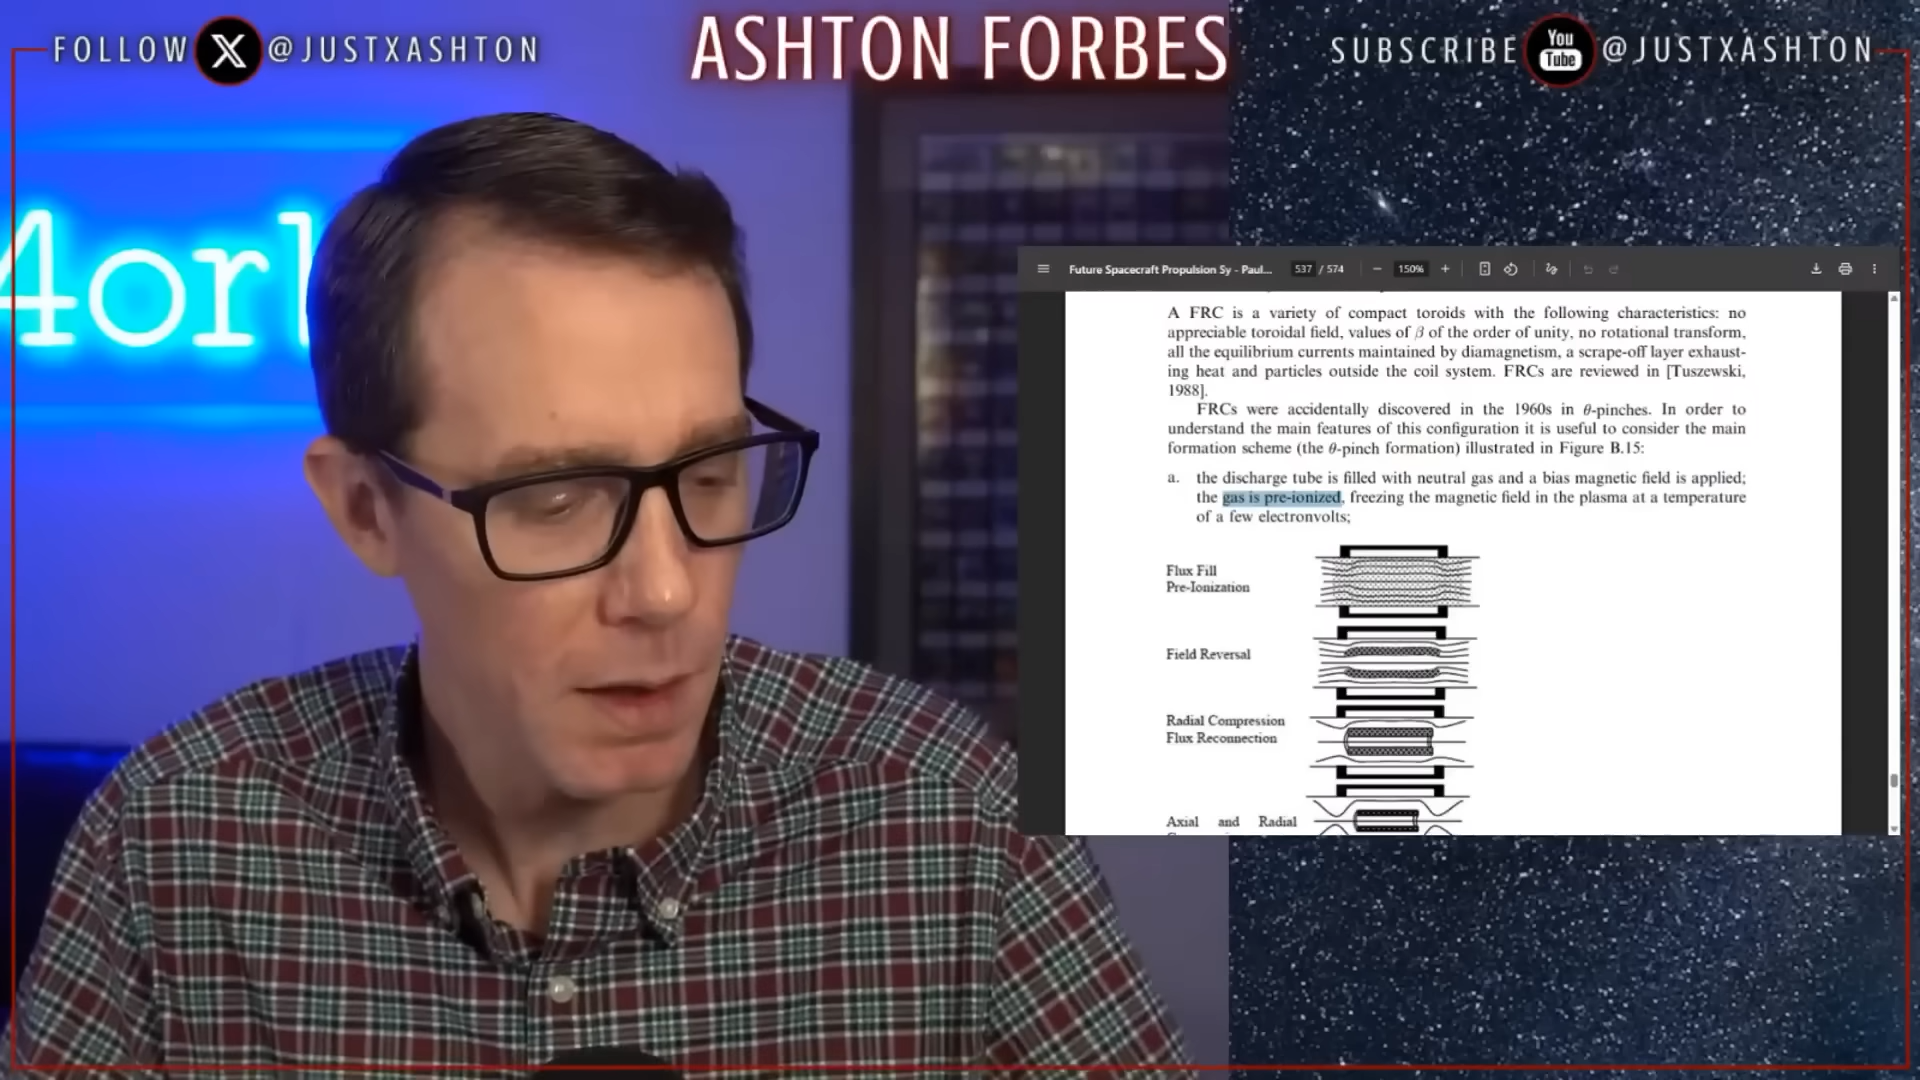 FOLLOW X @JUSTXASHTON
ASHTON FORBES
SUBSCRIBE You Tube @JUSTXASHTON
4orb
Future Spacecraft Propulsion Sy - Paul... 537 / 574 − 150% +
A FRC is a variety of compact toroids with the following characteristics: no
appreciable toroidal field, values of β of the order of unity, no rotational transform,
all the equilibrium currents maintained by diamagnetism, a scrape-off layer exhaust-
ing heat and particles outside the coil system. FRCs are reviewed in [Tuszewski,
1988].
FRCs were accidentally discovered in the 1960s in θ-pinches. In order to
understand the main features of this configuration it is useful to consider the main
formation scheme (the θ-pinch formation) illustrated in Figure B.15:
a. the discharge tube is filled with neutral gas and a bias magnetic field is applied;
the gas is pre-ionized, freezing the magnetic field in the plasma at a temperature
of a few electronvolts;
Flux Fill
Pre-Ionization
Field Reversal
Radial Compression
Flux Reconnection
Axial and Radial